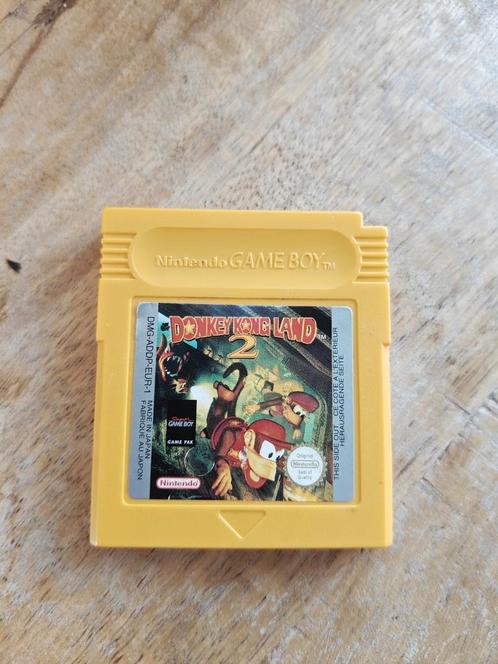 Nintendo GAME BOY TM
DONKEY KONG LAND TM
2
DMG-ADDP-EUR-1
MADE IN JAPAN
FABRIQUE AU JAPON
Super
GAME BOY
GAME PAK
Nintendo
Original
Nintendo
Seal of
Quality
THIS SIDE OUT CE COTE A L'EXTERIEUR
HERAUSRAGENDE SEITE